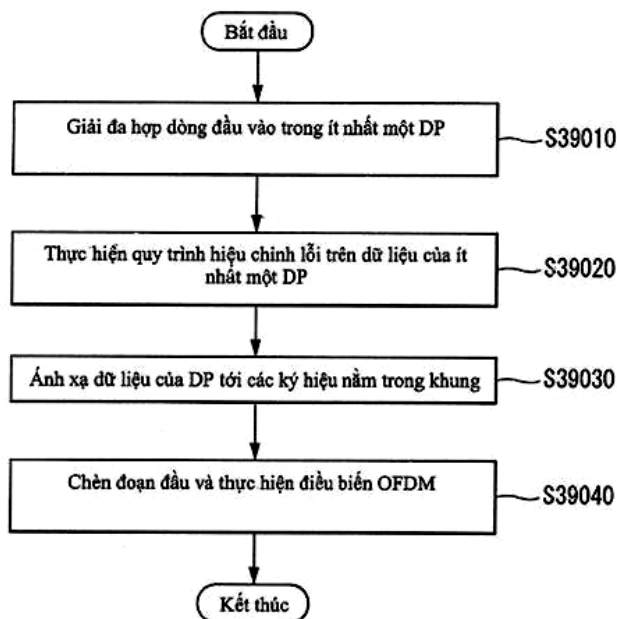 Bắt đầu
Giải đa hợp dòng đầu vào trong ít nhất một DP
S39010
Thực hiện quy trình hiệu chinh lỗi trên dữ liệu của ít
nhất một DP
S39020
Ánh xạ dữ liệu của DP tới các ký hiệu nằm trong khung
S39030
Chèn đoạn đầu và thực hiện điều biến OFDM
S39040
Kết thúc